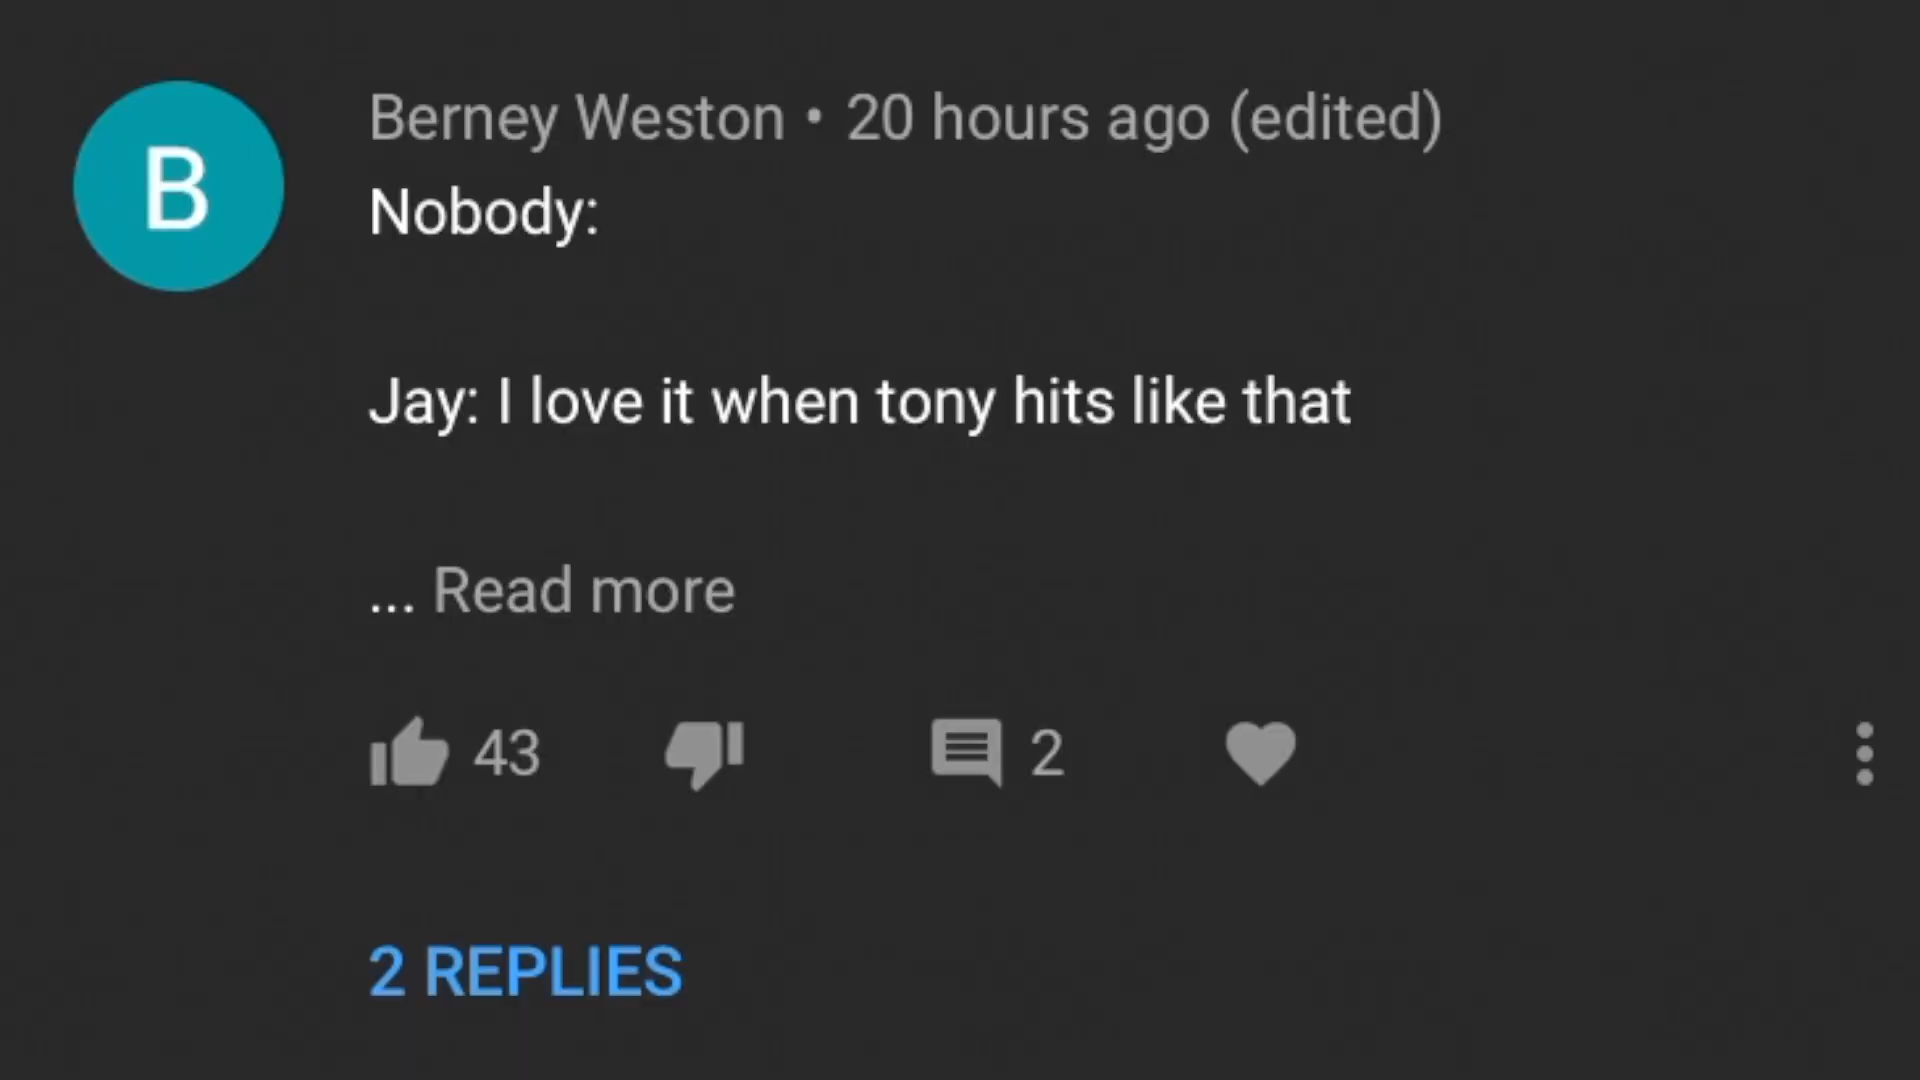 B
Berney Weston • 20 hours ago (edited)
Nobody:
Jay: I love it when tony hits like that
... Read more
43 2
2 REPLIES